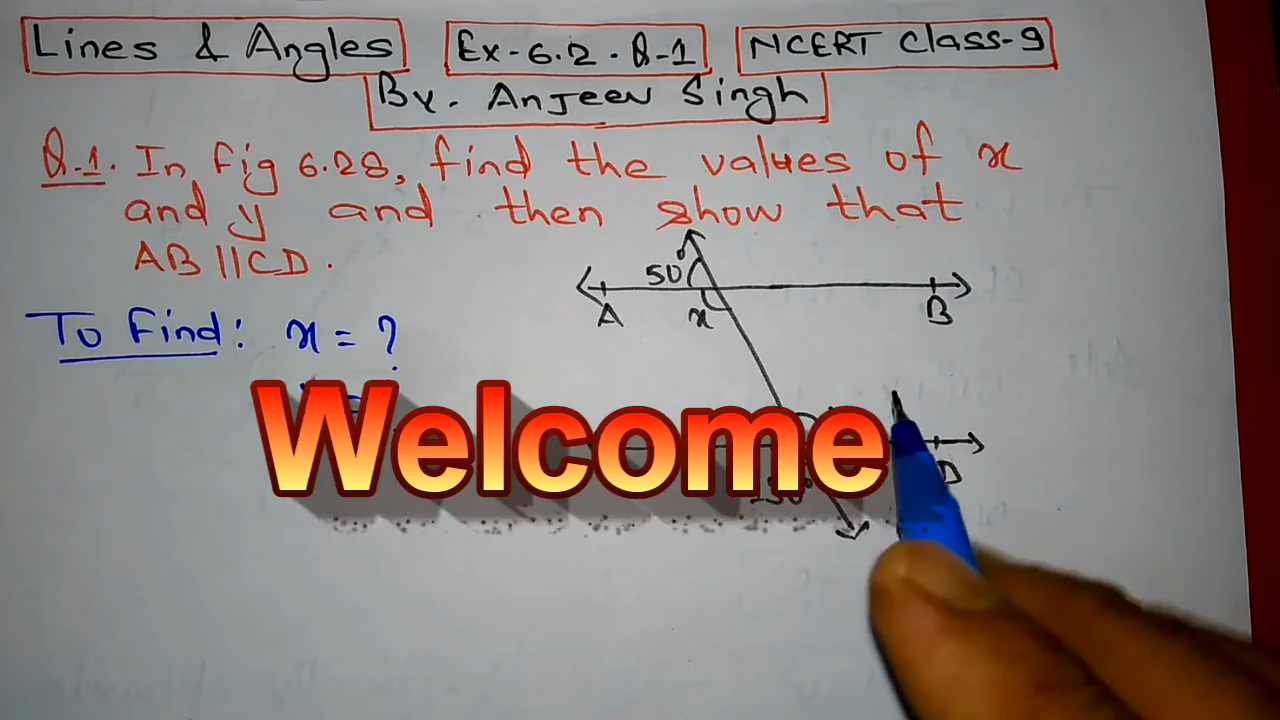 Lines & Angles Ex-6.2.Q-1 NCERT Class-9
By. Anjeev Singh
Q.1. In Fig 6.28, find the values of x
and y and then show that
AB || CD.
50°
A x B
To Find: x = ?
Welcome
130° D